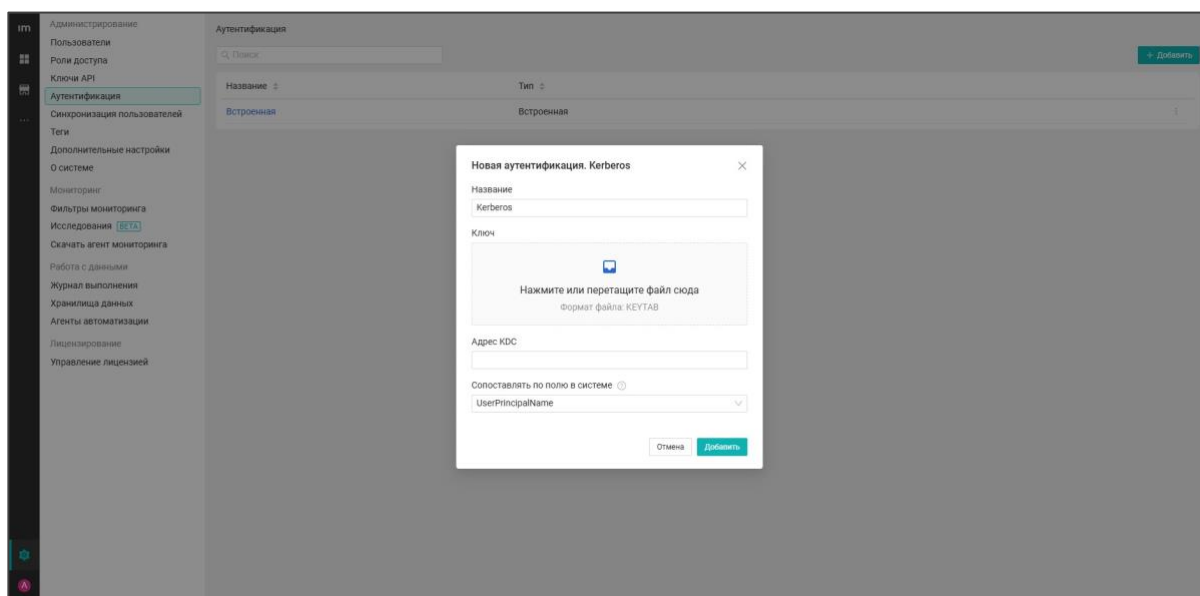 im
Администрирование
Пользователи
Роли доступа
Ключи API
Аутентификация
Синхронизация пользователей
Теги
Дополнительные настройки
О системе
Мониторинг
Фильтры мониторинга
Исследования BETA
Скачать агент мониторинга
Работа с данными
Журнал выполнения
Хранилища данных
Агенты автоматизации
Лицензирование
Управление лицензией
A
Аутентификация
Поиск
+ Добавить
Название
Тип
Встроенная
Встроенная
Новая аутентификация. Kerberos
Название
Kerberos
Ключ
Нажмите или перетащите файл сюда
Формат файла: KEYTAB
Адрес KDC
Сопоставлять по полю в системе
UserPrincipalName
Отмена
Добавить